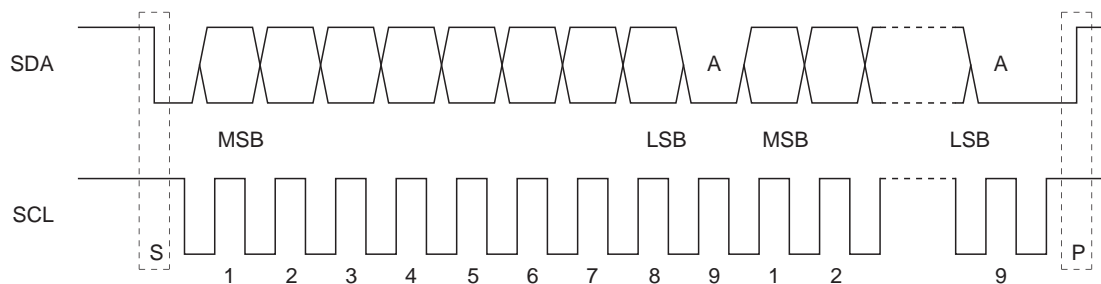 SDA A A
MSB LSB MSB LSB
SCL
S P
1 2 3 4 5 6 7 8 9 1 2 9